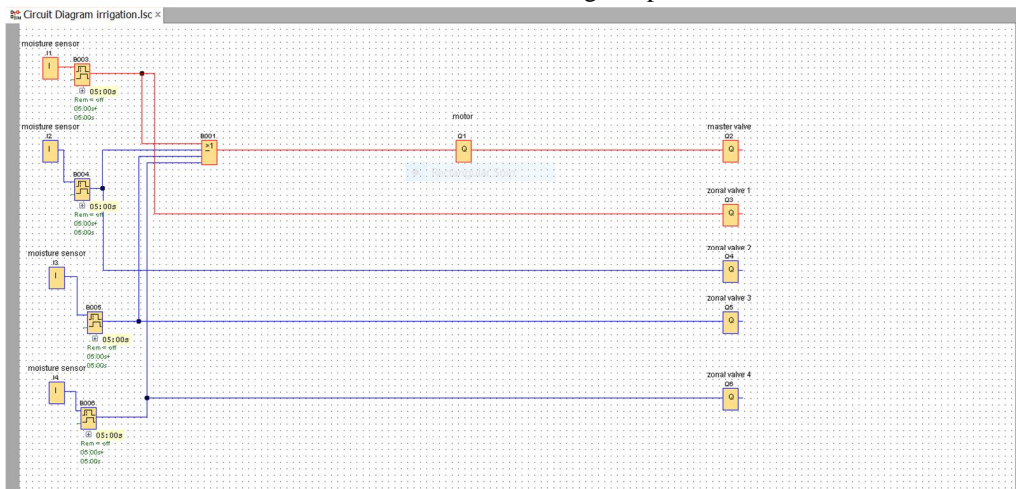 Circuit Diagram irrigation.lsc
moisture sensor
I1
I
B003
05:00s
Rem = off
05:00s+
05:00s
moisture sensor
I2
I
B004
05:00s
Rem = off
05:00s+
05:00s
B001
>1
motor
Q1
Q
master valve
Q2
Q
zonal valve 1
Q3
Q
zonal valve 2
Q4
Q
moisture sensor
I3
I
B005
05:00s
Rem = off
05:00s+
05:00s
zonal valve 3
Q5
Q
moisture sensor
I4
I
B006
05:00s
Rem = off
05:00s+
05:00s
zonal valve 4
Q6
Q